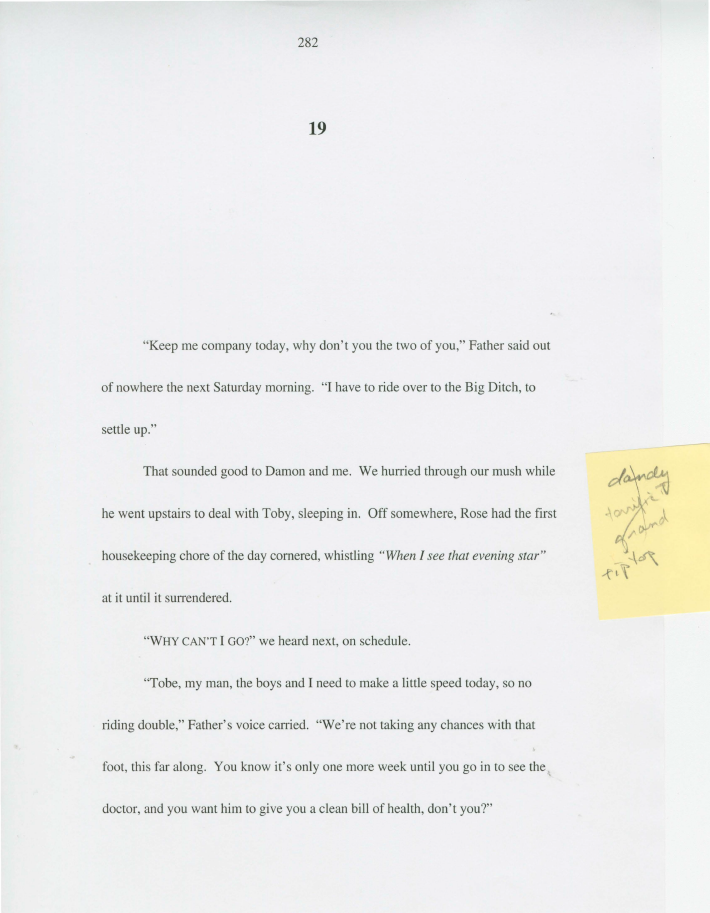 282
19
“Keep me company today, why don’t you the two of you,” Father said out
of nowhere the next Saturday morning.  “I have to ride over to the Big Ditch, to
settle up.”
That sounded good to Damon and me.  We hurried through our mush while
he went upstairs to deal with Toby, sleeping in.  Off somewhere, Rose had the first
housekeeping chore of the day cornered, whistling “When I see that evening star”
at it until it surrendered.
“WHY CAN’T I GO?” we heard next, on schedule.
“Tobe, my man, the boys and I need to make a little speed today, so no
riding double,” Father’s voice carried.  “We’re not taking any chances with that
foot, this far along.  You know it’s only one more week until you go in to see the
doctor, and you want him to give you a clean bill of health, don’t you?”
dandy
grand
tip top